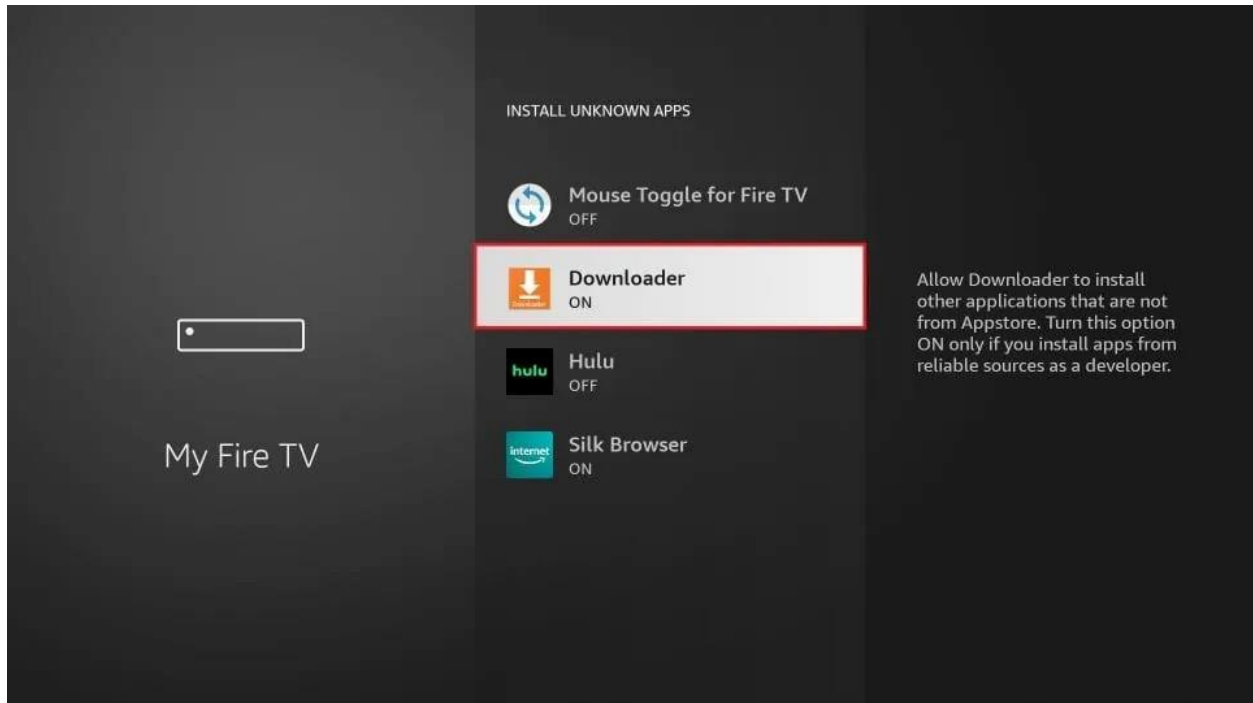 INSTALL UNKNOWN APPS
Mouse Toggle for Fire TV
OFF
Downloader
Downloader
ON
hulu
Hulu
OFF
internet
Silk Browser
ON
My Fire TV
Allow Downloader to install
other applications that are not
from Appstore. Turn this option
ON only if you install apps from
reliable sources as a developer.